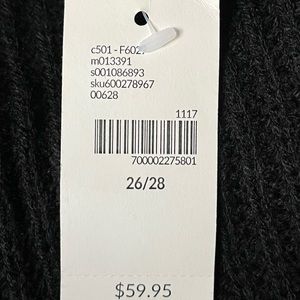 c501 - F602
m013391
s001086893
sku600278967
00628
1117
700002275801
26/28
$59.95